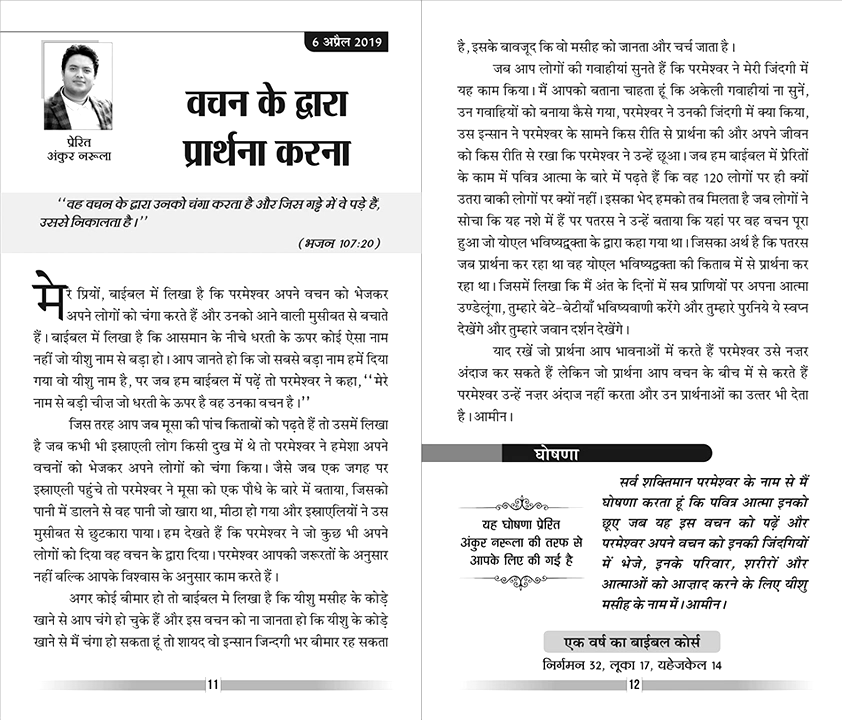 6 अप्रैल 2019
वचन के द्वारा
प्रार्थना करना
प्रेरित
अंकुर नरूला
“वह वचन के द्वारा उनको चंगा करता है और जिस गड्ढे में वे पड़े हैं,
उससे निकालता है।”
(भजन 107:20)
मेरे प्रियों, बाईबल में लिखा है कि परमेश्वर अपने वचन को भेजकर
अपने लोगों को चंगा करते हैं और उनको आने वाली मुसीबत से बचाते
हैं। बाईबल में लिखा है कि आसमान के नीचे धरती के ऊपर कोई ऐसा नाम
नहीं जो यीशु नाम से बड़ा हो। आप जानते हो कि जो सबसे बड़ा नाम हमें दिया
गया वो यीशु नाम है, पर जब हम बाईबल में पढ़ें तो परमेश्वर ने कहा, “मेरे
नाम से बड़ी चीज़ जो धरती के ऊपर है वह उनका वचन है।”
जिस तरह आप जब मूसा की पांच किताबों को पढ़ते हैं तो उसमें लिखा
है जब कभी भी इस्राएली लोग किसी दुख में थे तो परमेश्वर ने हमेशा अपने
वचनों को भेजकर अपने लोगों को चंगा किया। जैसे जब एक जगह पर
इस्राएली पहुंचे तो परमेश्वर ने मूसा को एक पौधे के बारे में बताया, जिसको
पानी में डालने से वह पानी जो खारा था, मीठा हो गया और इस्राएलियों ने उस
मुसीबत से छुटकारा पाया। हम देखते हैं कि परमेश्वर ने जो कुछ भी अपने
लोगों को दिया वह वचन के द्वारा दिया। परमेश्वर आपकी जरूरतों के अनुसार
नहीं बल्कि आपके विश्वास के अनुसार काम करते हैं।
अगर कोई बीमार हो तो बाईबल मे लिखा है कि यीशु मसीह के कोड़े
खाने से आप चंगे हो चुके हैं और इस वचन को ना जानता हो कि यीशु के कोड़े
खाने से मैं चंगा हो सकता हूं तो शायद वो इन्सान जिन्दगी भर बीमार रह सकता
11
है, इसके बावजूद कि वो मसीह को जानता और चर्च जाता है।
जब आप लोगों की गवाहीयां सुनते हैं कि परमेश्वर ने मेरी जिंदगी में
यह काम किया। मैं आपको बताना चाहता हूं कि अकेली गवाहीयां ना सुनें,
उन गवाहियों को बनाया कैसे गया, परमेश्वर ने उनकी जिंदगी में क्या किया,
उस इन्सान ने परमेश्वर के सामने किस रीति से प्रार्थना की और अपने जीवन
को किस रीति से रखा कि परमेश्वर ने उन्हें छूआ। जब हम बाईबल में प्रेरितों
के काम में पवित्र आत्मा के बारे में पढ़ते हैं कि वह 120 लोगों पर ही क्यों
उतरा बाकी लोगों पर क्यों नहीं। इसका भेद हमको तब मिलता है जब लोगों ने
सोचा कि यह नशे में हैं पर पतरस ने उन्हें बताया कि यहां पर वह वचन पूरा
हुआ जो योएल भविष्यद्वक्ता के द्वारा कहा गया था। जिसका अर्थ है कि पतरस
जब प्रार्थना कर रहा था वह योएल भविष्यद्वक्ता की किताब में से प्रार्थना कर
रहा था। जिसमें लिखा कि मैं अंत के दिनों में सब प्राणियों पर अपना आत्मा
उण्डेलूंगा, तुम्हारे बेटे-बेटीयाँ भविष्यवाणी करेंगे और तुम्हारे पुरनिये ये स्वप्न
देखेंगे और तुम्हारे जवान दर्शन देखेंगे।
याद रखें जो प्रार्थना आप भावनाओं में करते हैं परमेश्वर उसे नज़र
अंदाज कर सकते हैं लेकिन जो प्रार्थना आप वचन के बीच में से करते हैं
परमेश्वर उन्हें नज़र अंदाज नहीं करता और उन प्रार्थनाओं का उत्तर भी देता
है। आमीन।
घोषणा
यह घोषणा प्रेरित
अंकुर नरूला की तरफ से
आपके लिए की गई है
सर्व शक्तिमान परमेश्वर के नाम से मैं
घोषणा करता हूं कि पवित्र आत्मा इनको
छूए जब यह इस वचन को पढ़ें और
परमेश्वर अपने वचन को इनकी जिंदगियों
में भेजे, इनके परिवार, शरीरों और
आत्माओं को आज़ाद करने के लिए यीशु
मसीह के नाम में। आमीन।
एक वर्ष का बाईबल कोर्स
निर्गमन 32, लूका 17, यहेजकेल 14
12